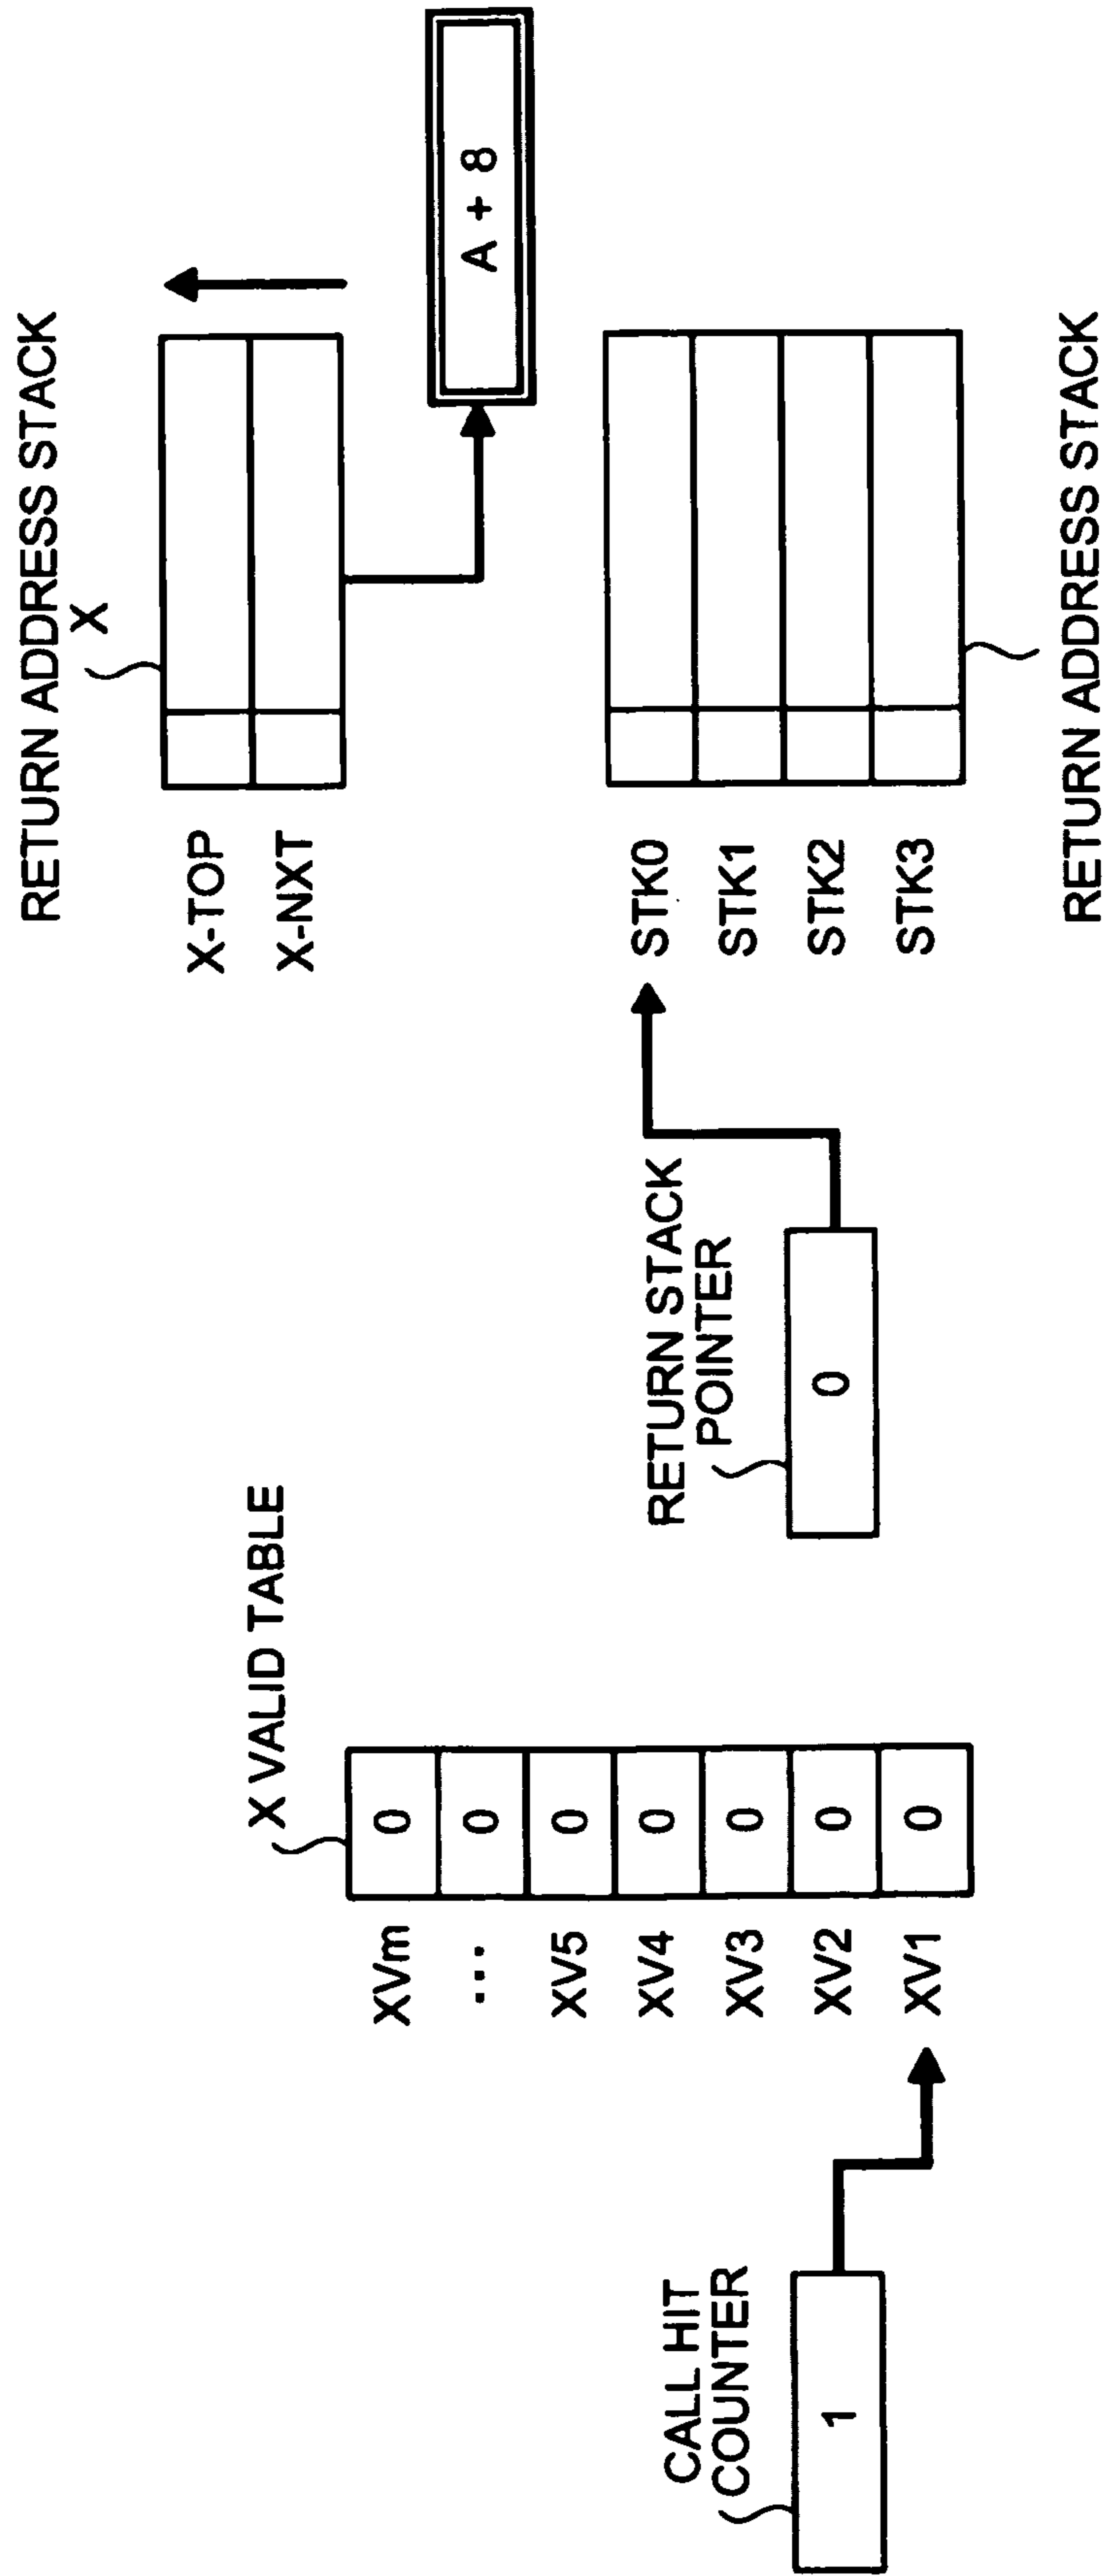 RETURN ADDRESS STACK
X
X-TOP
X-NXT
A + 8
X VALID TABLE
XVm
0
...
0
XV5
0
XV4
0
XV3
0
XV2
0
XV1
0
CALL HIT
COUNTER
1
RETURN STACK
POINTER
0
STK0
STK1
STK2
STK3
RETURN ADDRESS STACK